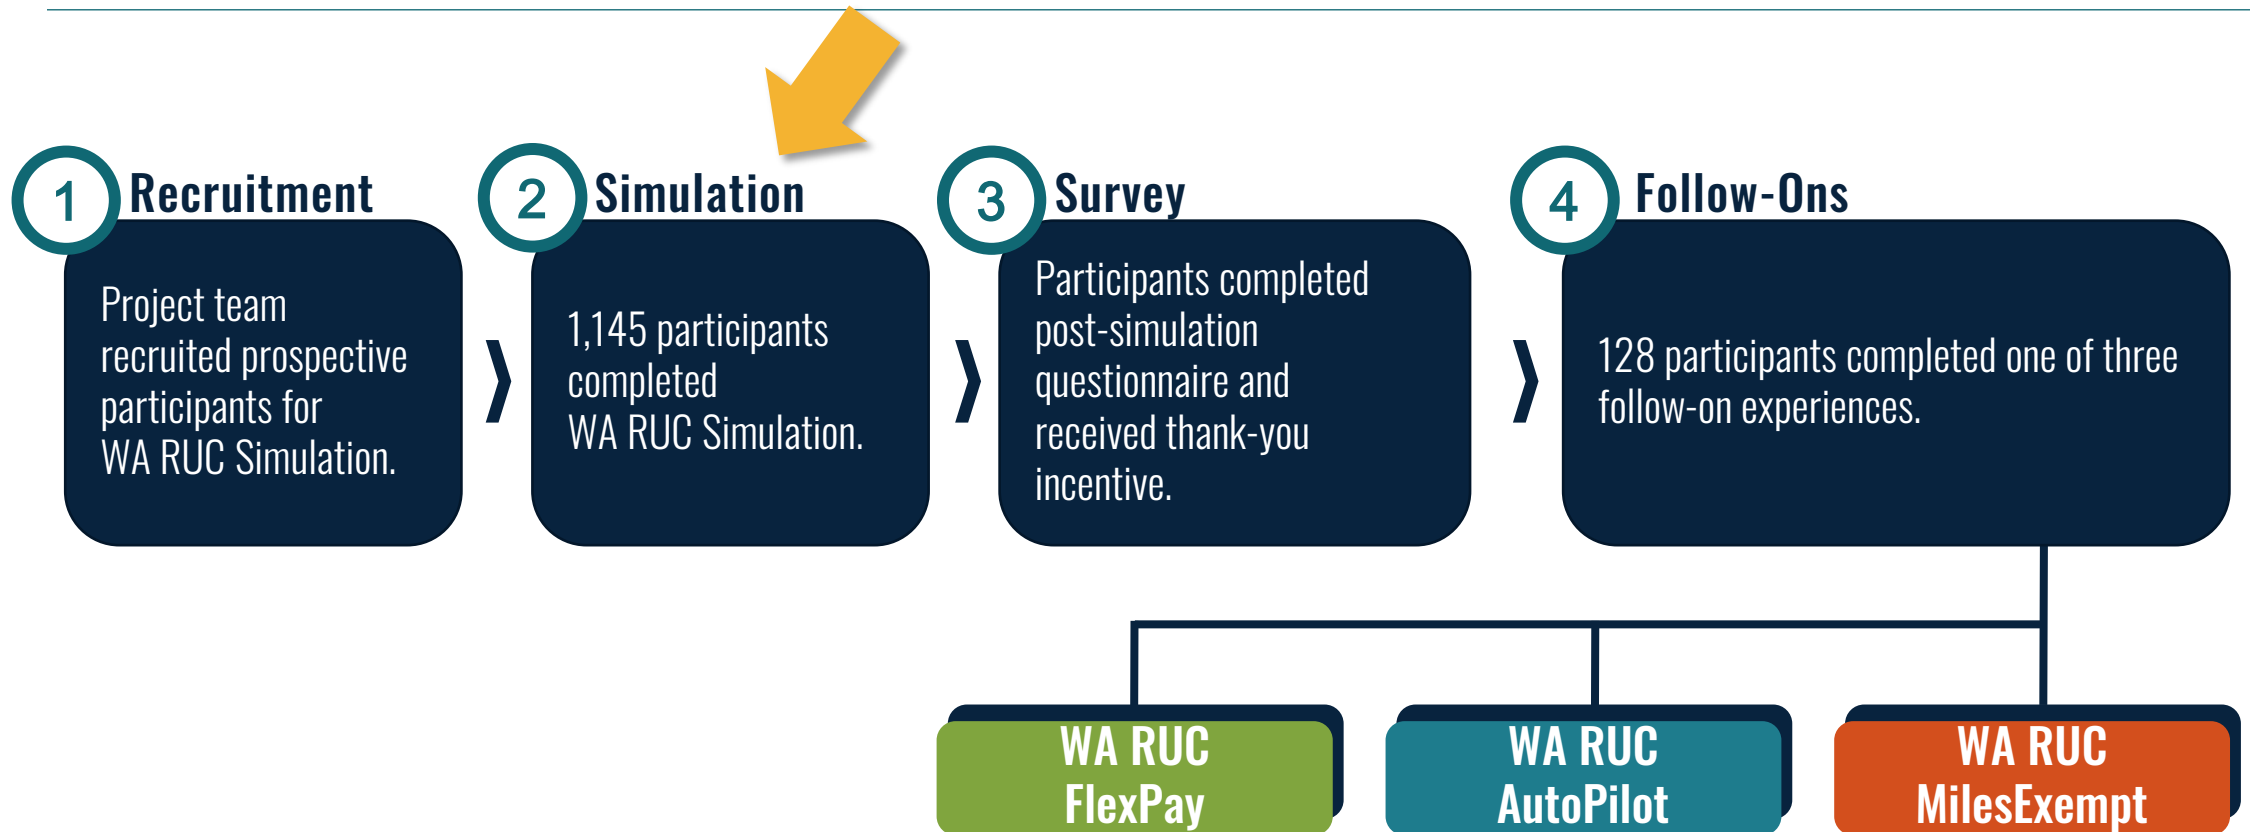 1 Recruitment
Project team
recruited prospective
participants for
WA RUC Simulation.
2 Simulation
1,145 participants
completed
WA RUC Simulation.
3 Survey
Participants completed
post-simulation
questionnaire and
received thank-you
incentive.
4 Follow-Ons
128 participants completed one of three
follow-on experiences.
WA RUC
FlexPay
WA RUC
AutoPilot
WA RUC
MilesExempt